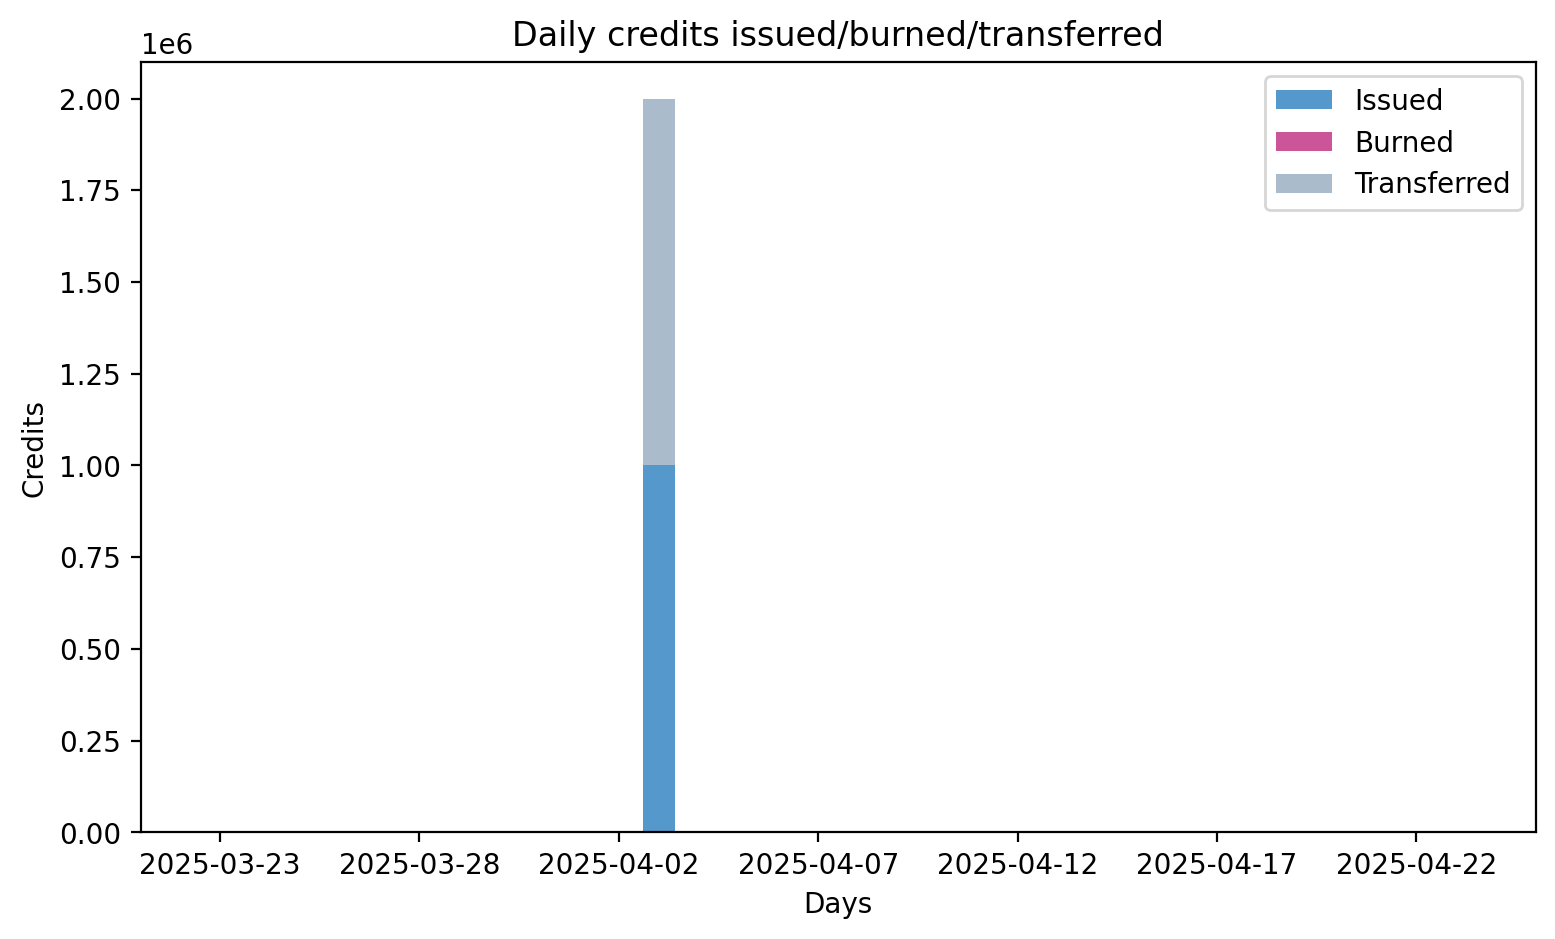 Daily credits issued/burned/transferred
1e6
Issued
Burned
Transferred
2.00
1.75
1.50
1.25
1.00
0.75
0.50
0.25
0.00
Credits
2025-03-23 2025-03-28 2025-04-02 2025-04-07 2025-04-12 2025-04-17 2025-04-22
Days